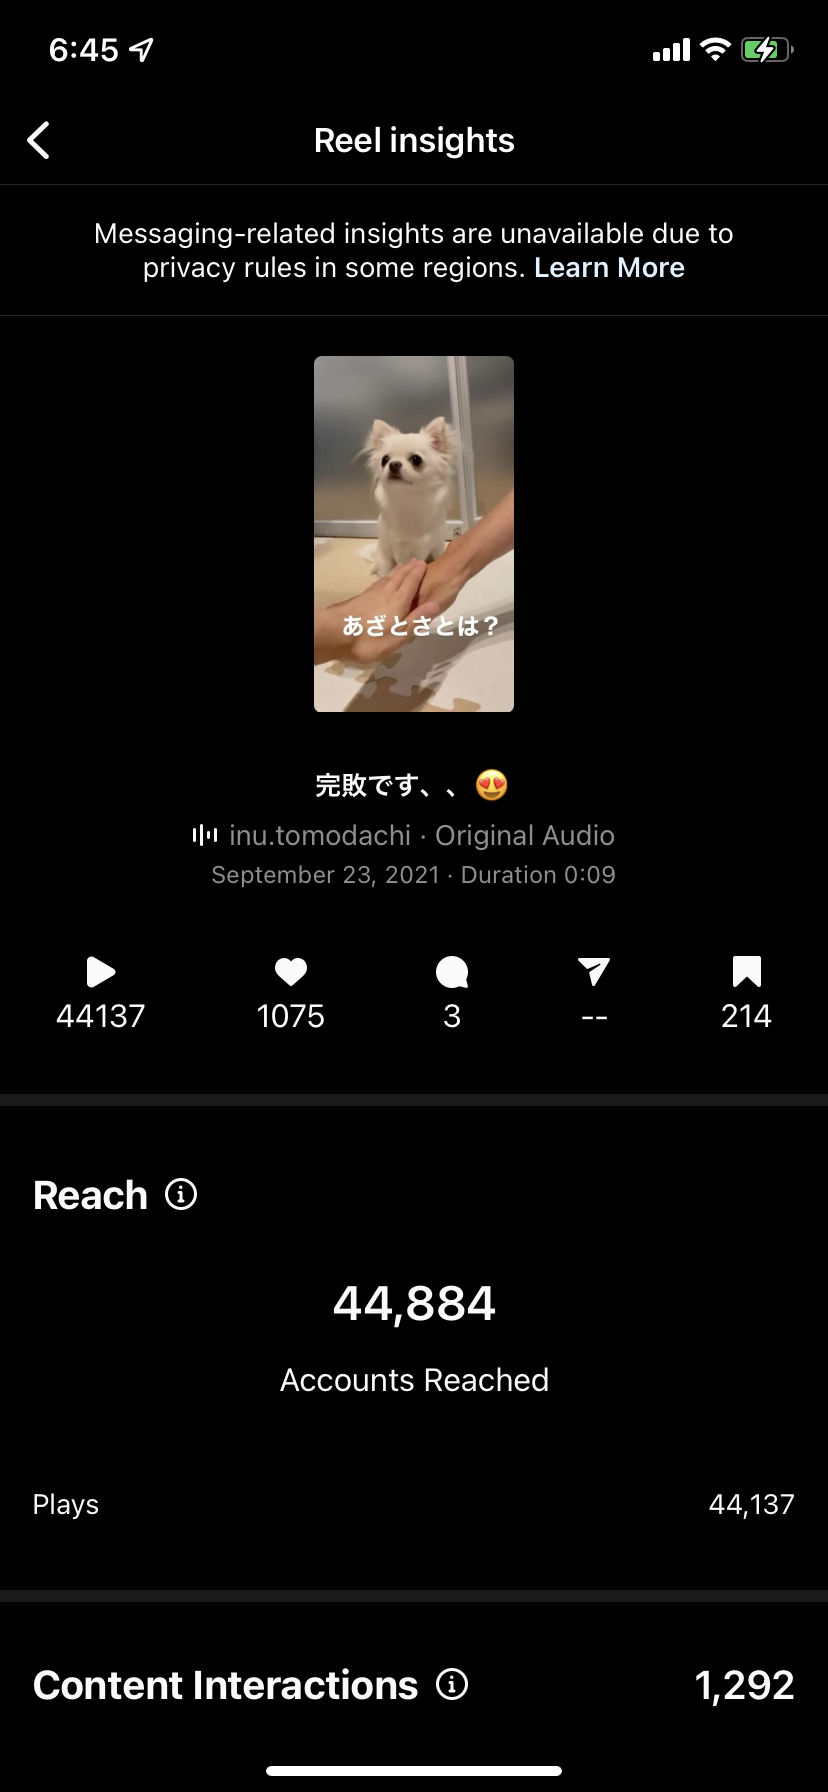 6:45
Reel insights
Messaging-related insights are unavailable due to
privacy rules in some regions. Learn More
あざとさとは？
完敗です、、😍
inu.tomodachi · Original Audio
September 23, 2021 · Duration 0:09
44137 1075 3 -- 214
Reach
44,884
Accounts Reached
Plays 44,137
Content Interactions 1,292